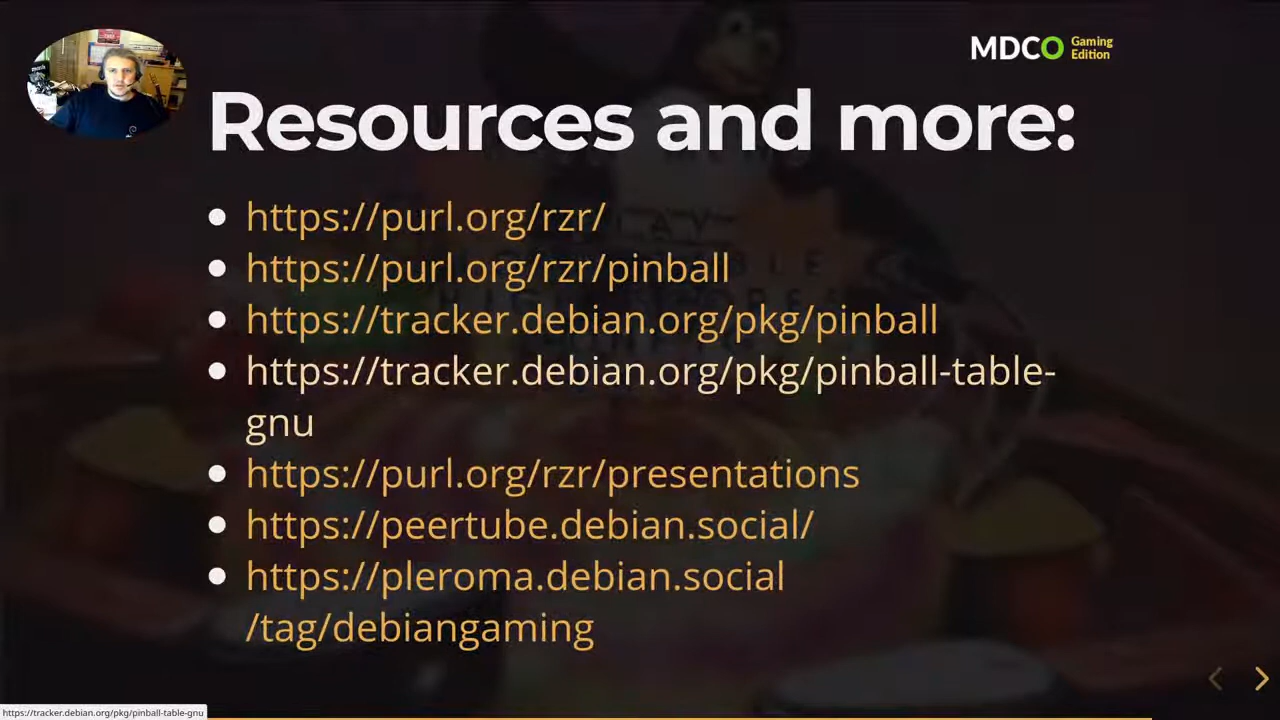 MDCO Gaming
Edition
Resources and more:
https://purl.org/rzr/
https://purl.org/rzr/pinball
https://tracker.debian.org/pkg/pinball
https://tracker.debian.org/pkg/pinball-table-
gnu
https://purl.org/rzr/presentations
https://peertube.debian.social/
https://pleroma.debian.social
/tag/debiangaming
https://tracker.debian.org/pkg/pinball-table-gnu